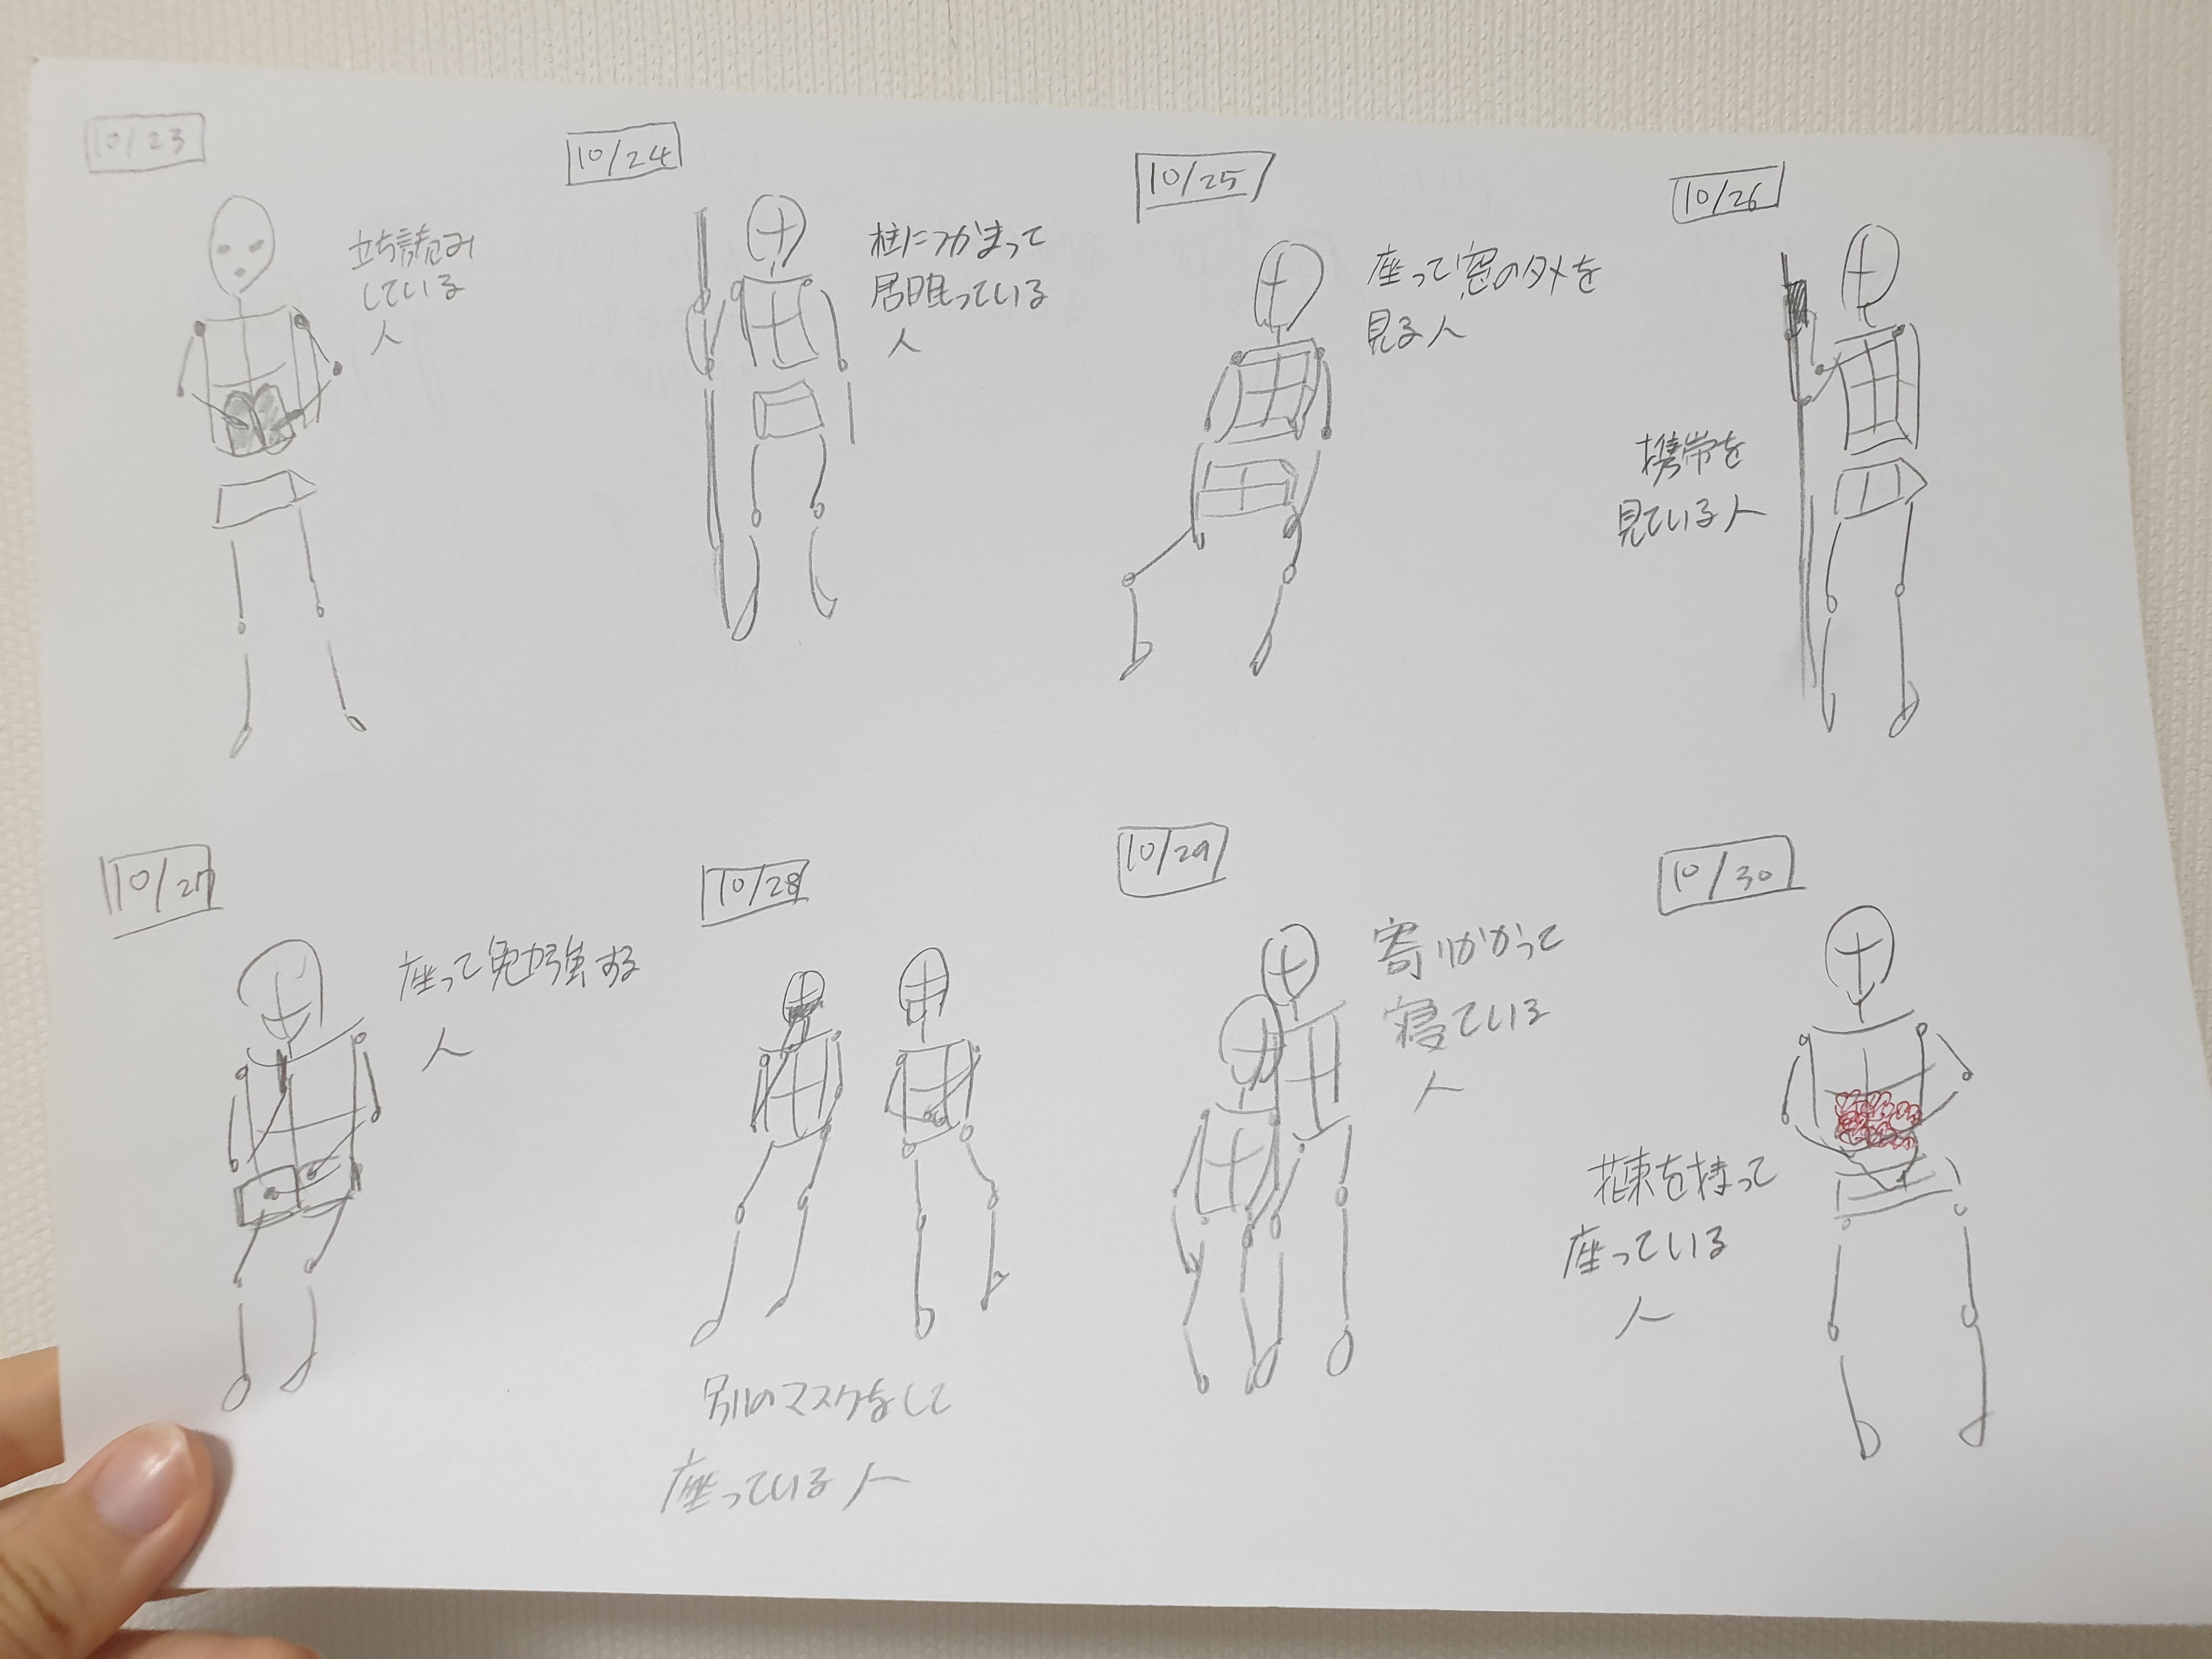 10/23
立ち読み
している
人
10/24
柱につかまって
居眠っている
人
10/25
座って窓の外を
見る人
10/26
携帯を
見ている人
10/27
座って勉強する
人
10/28
別のマスクをして
座っている人
10/29
寄りかかって
寝ている
人
10/30
花束を持って
座っている
人